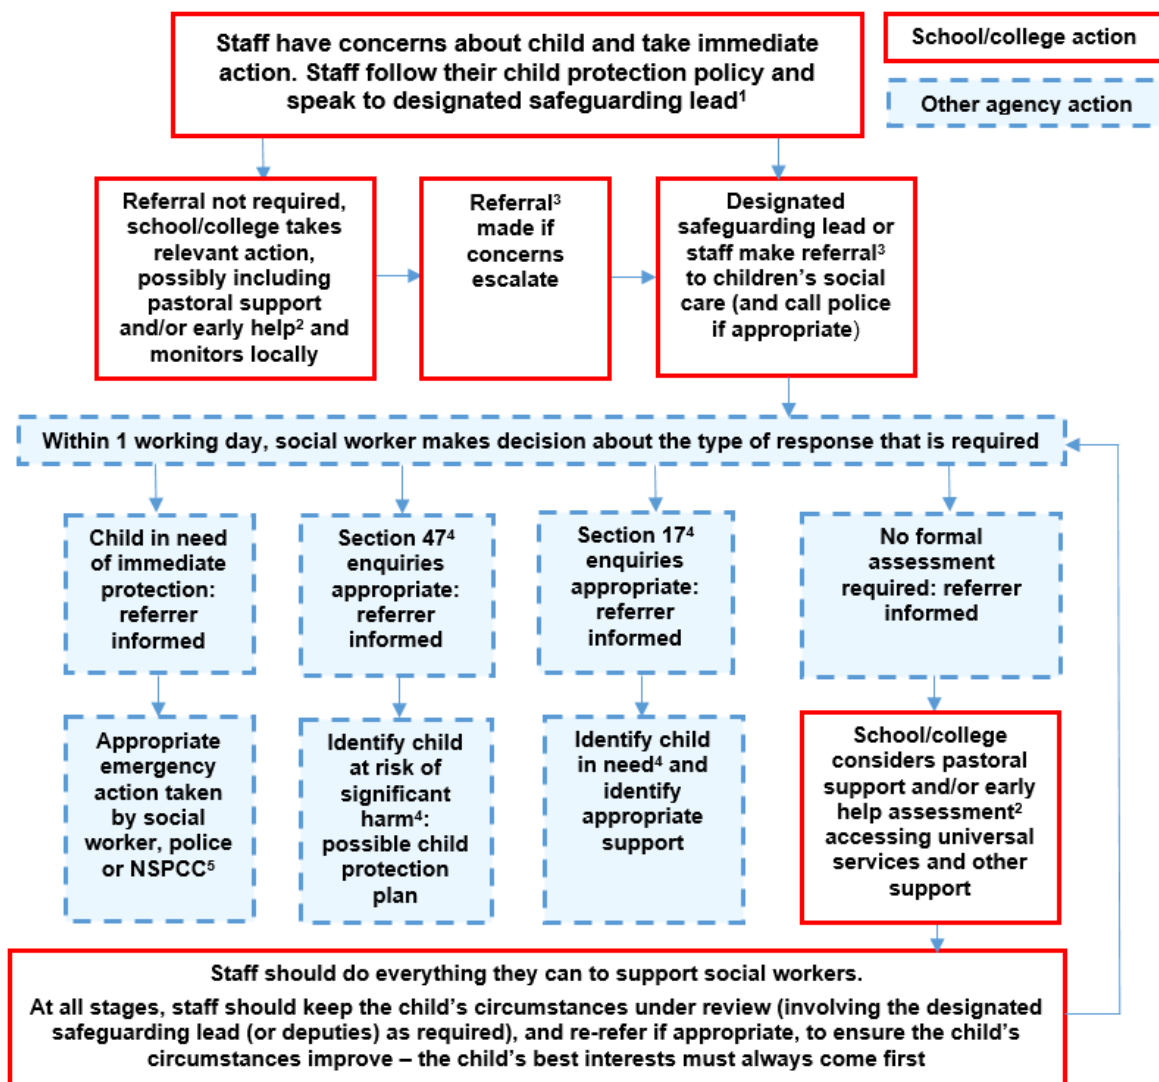 Staff have concerns about child and take immediate
action. Staff follow their child protection policy and
speak to designated safeguarding lead¹
School/college action
Other agency action
Referral not required,
school/college takes
relevant action,
possibly including
pastoral support
and/or early help² and
monitors locally
Referral³
made if
concerns
escalate
Designated
safeguarding lead or
staff make referral³
to children’s social
care (and call police
if appropriate)
Within 1 working day, social worker makes decision about the type of response that is required
Child in need
of immediate
protection:
referrer
informed
Section 47⁴
enquiries
appropriate:
referrer
informed
Section 17⁴
enquiries
appropriate:
referrer
informed
No formal
assessment
required: referrer
informed
Appropriate
emergency
action taken
by social
worker, police
or NSPCC⁵
Identify child
at risk of
significant
harm⁴:
possible child
protection
plan
Identify child
in need⁴ and
identify
appropriate
support
School/college
considers pastoral
support and/or early
help assessment²
accessing universal
services and other
support
Staff should do everything they can to support social workers.
At all stages, staff should keep the child’s circumstances under review (involving the designated
safeguarding lead (or deputies) as required), and re-refer if appropriate, to ensure the child’s
circumstances improve – the child’s best interests must always come first